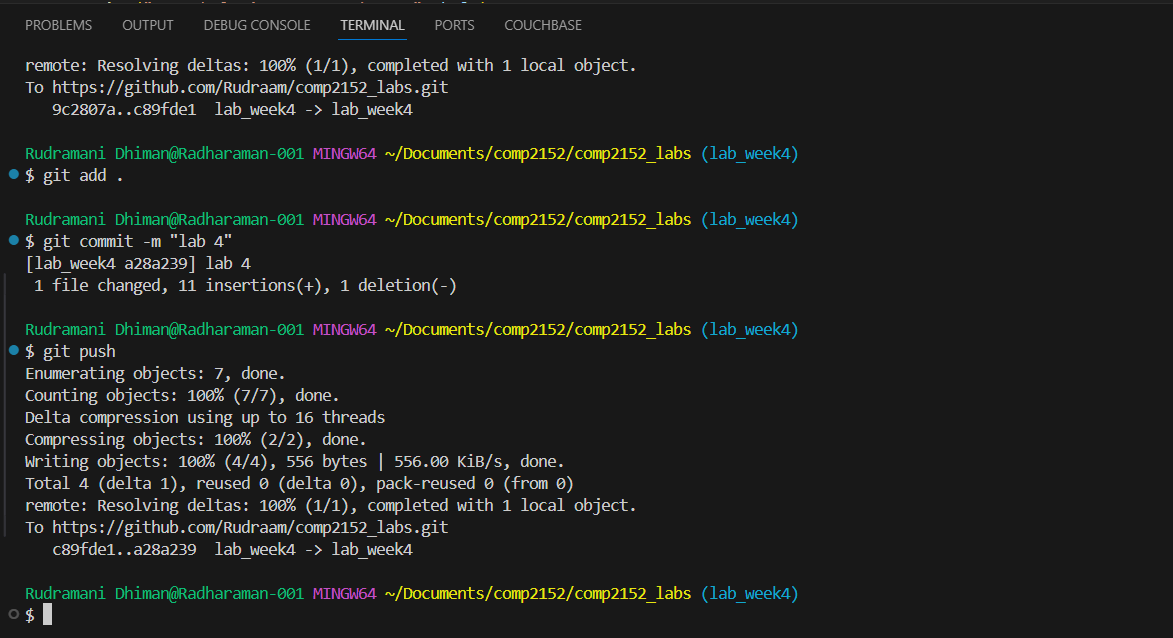 PROBLEMS OUTPUT DEBUG CONSOLE TERMINAL PORTS COUCHBASE
remote: Resolving deltas: 100% (1/1), completed with 1 local object.
To https://github.com/Rudraam/comp2152_labs.git
   9c2807a..c89fde1  lab_week4 -> lab_week4
Rudramani Dhiman@Radharaman-001 MINGW64 ~/Documents/comp2152/comp2152_labs (lab_week4)
$ git add .
Rudramani Dhiman@Radharaman-001 MINGW64 ~/Documents/comp2152/comp2152_labs (lab_week4)
$ git commit -m "lab 4"
[lab_week4 a28a239] lab 4
 1 file changed, 11 insertions(+), 1 deletion(-)
Rudramani Dhiman@Radharaman-001 MINGW64 ~/Documents/comp2152/comp2152_labs (lab_week4)
$ git push
Enumerating objects: 7, done.
Counting objects: 100% (7/7), done.
Delta compression using up to 16 threads
Compressing objects: 100% (2/2), done.
Writing objects: 100% (4/4), 556 bytes | 556.00 KiB/s, done.
Total 4 (delta 1), reused 0 (delta 0), pack-reused 0 (from 0)
remote: Resolving deltas: 100% (1/1), completed with 1 local object.
To https://github.com/Rudraam/comp2152_labs.git
   c89fde1..a28a239  lab_week4 -> lab_week4
Rudramani Dhiman@Radharaman-001 MINGW64 ~/Documents/comp2152/comp2152_labs (lab_week4)
$